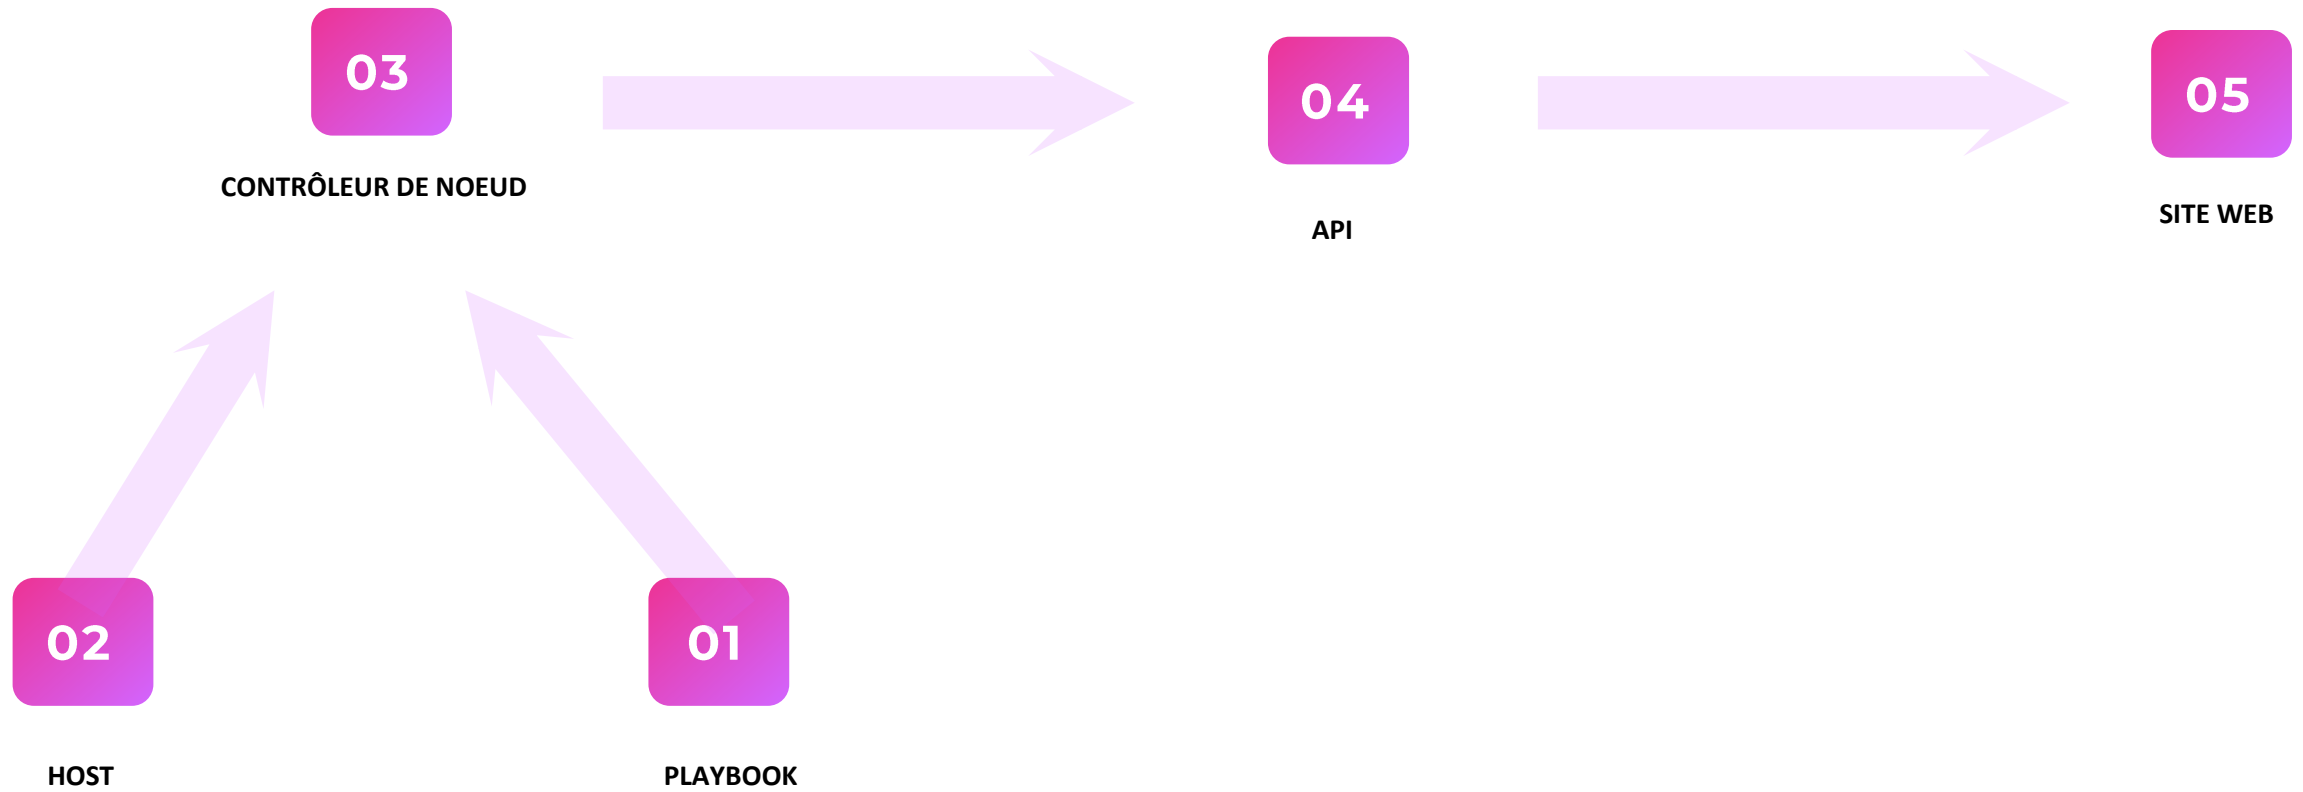 03
04
05
CONTRÔLEUR DE NOEUD
API
SITE WEB
02
01
HOST
PLAYBOOK